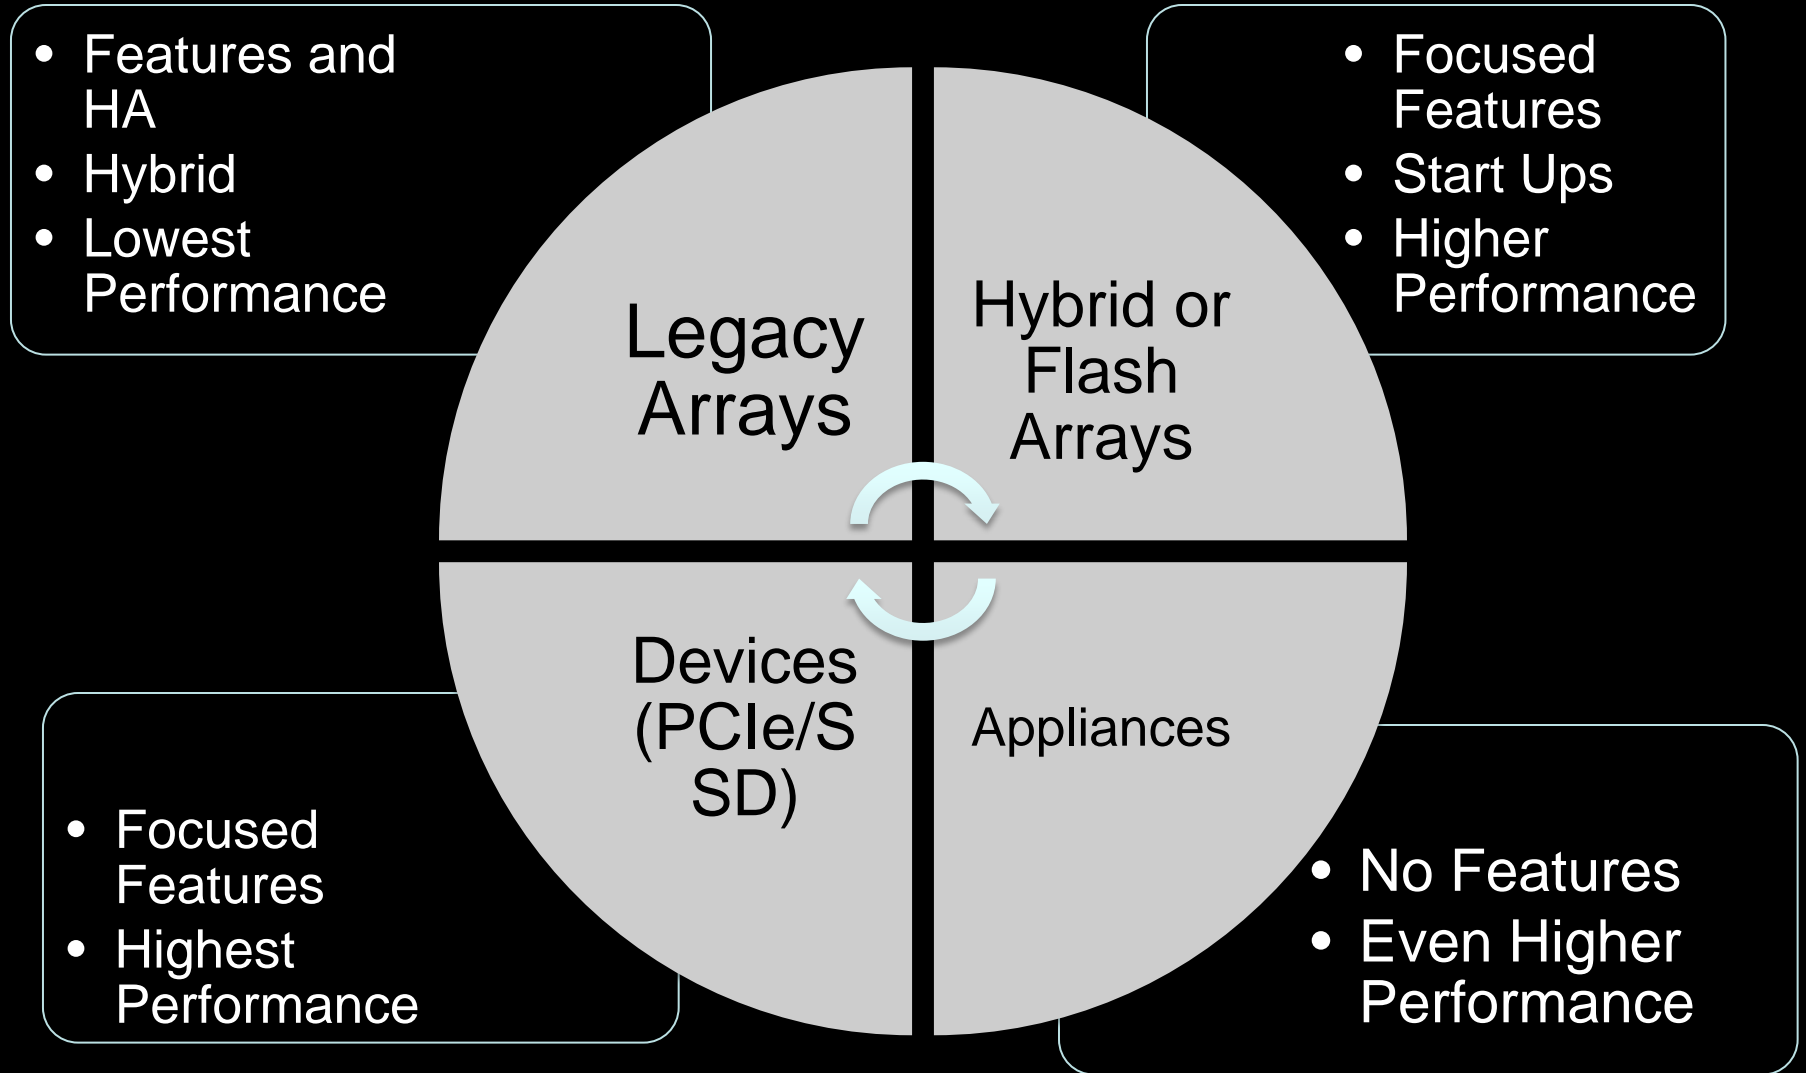 • Features and
HA
• Hybrid
• Lowest
Performance
• Focused
Features
• Start Ups
• Higher
Performance
Legacy
Arrays
Hybrid or
Flash
Arrays
Devices
(PCIe/S
SD)
Appliances
• Focused
Features
• Highest
Performance
• No Features
• Even Higher
Performance